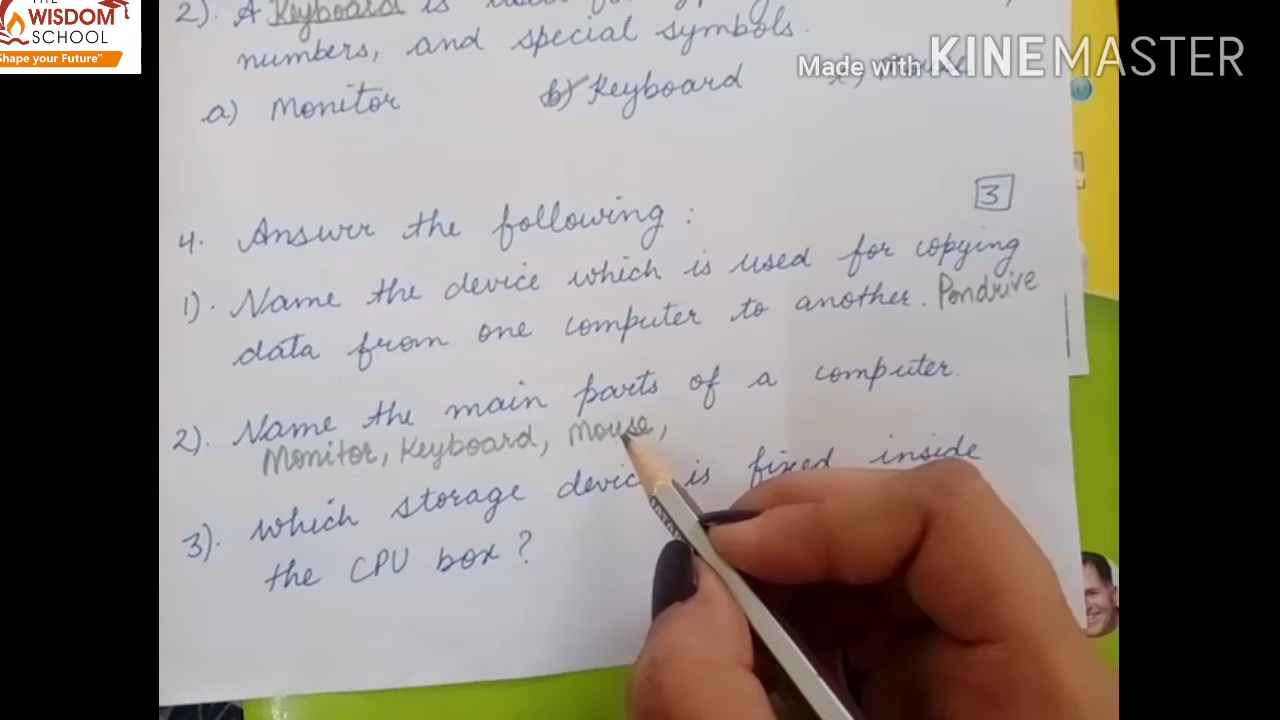 THE
WISDOM
SCHOOL
Shape your Future"
Made with KINEMASTER
2). A Keyboard is
numbers, and special symbols.
a) Monitor b) Keyboard
4. Answer the following : 3
1). Name the device which is used for copying
data from one computer to another. Pendrive
2). Name the main parts of a computer.
Monitor, Keyboard, Mouse,
3). which storage device is fixed inside
the CPU box ?